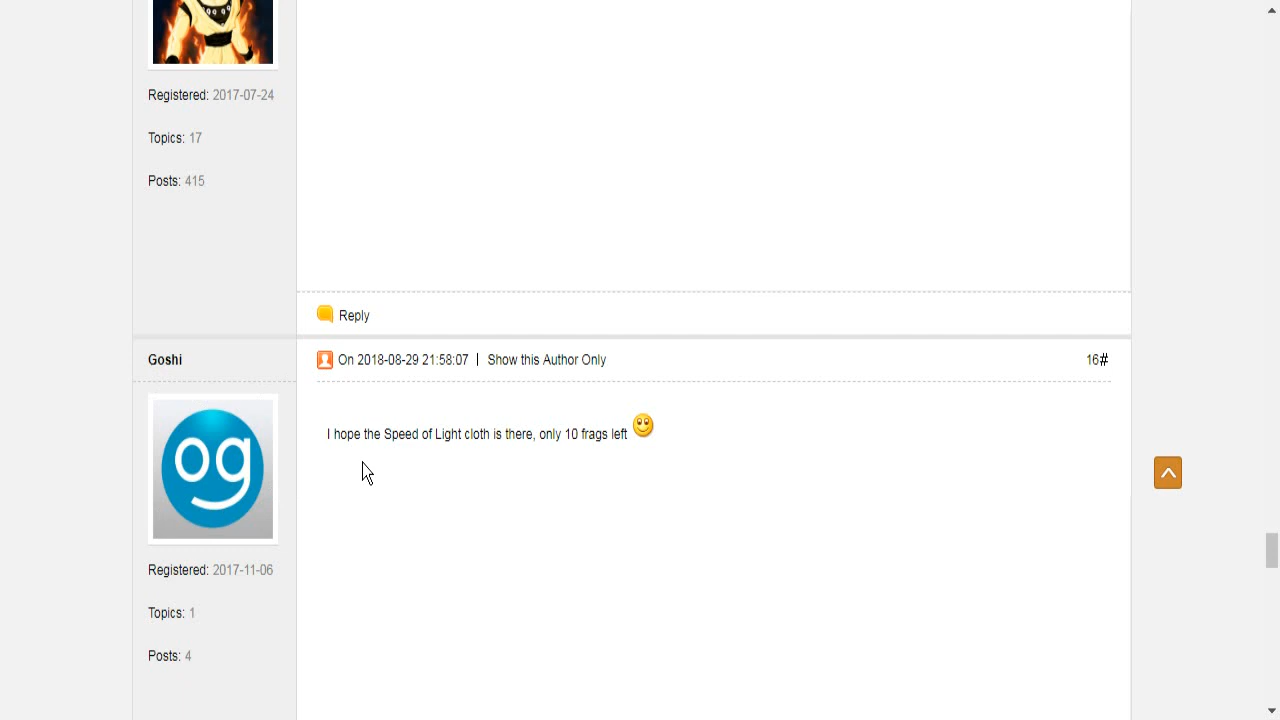 Registered: 2017-07-24
Topics: 17
Posts: 415
Reply
Goshi
On 2018-08-29 21:58:07 | Show this Author Only
16#
I hope the Speed of Light cloth is there, only 10 frags left
og
Registered: 2017-11-06
Topics: 1
Posts: 4